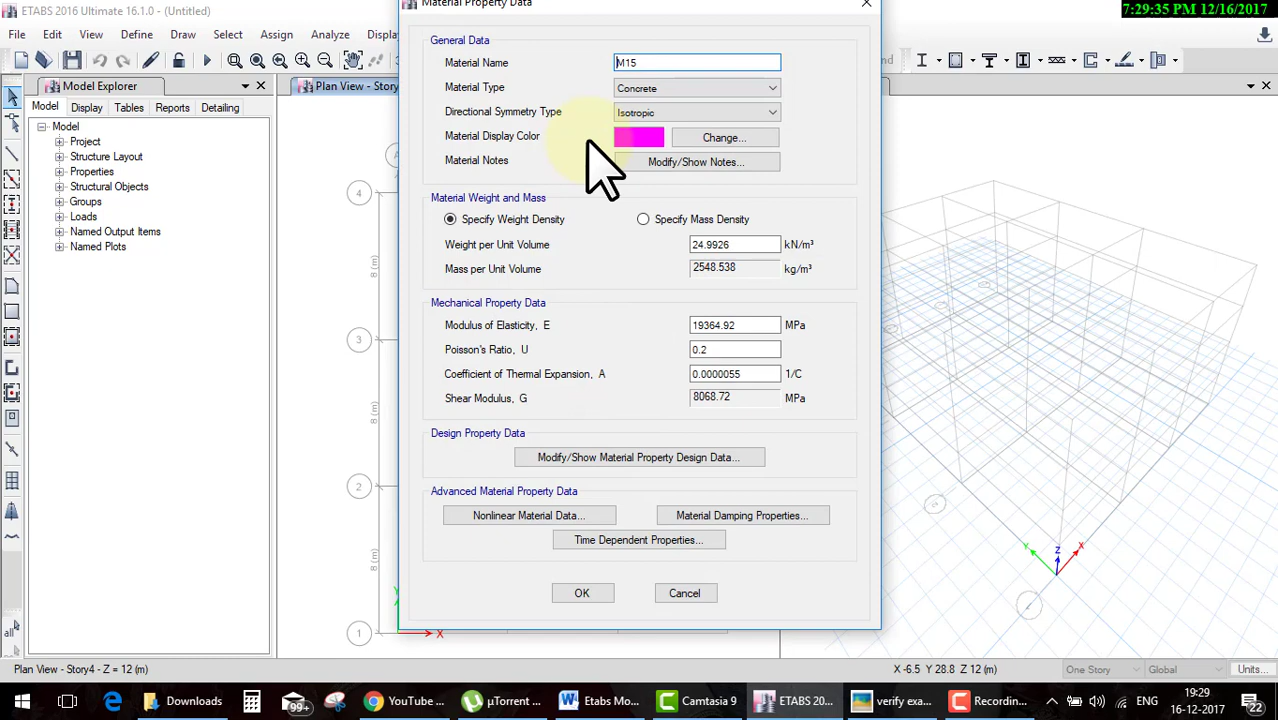 ETABS 2016 Ultimate 16.1.0 - (Untitled)
Material Property Data
7:29:35 PM 12/16/2017
File Edit View Define Draw Select Assign Analyze Display
Model Explorer
Plan View - Story
Model Display Tables Reports Detailing
Model
Project
Structure Layout
Properties
Structural Objects
Groups
Loads
Named Output Items
Named Plots
General Data
Material Name M15
Material Type Concrete
Directional Symmetry Type Isotropic
Material Display Color Change...
Material Notes Modify/Show Notes...
Material Weight and Mass
Specify Weight Density Specify Mass Density
Weight per Unit Volume 24.9926 kN/m³
Mass per Unit Volume 2548.538 kg/m³
Mechanical Property Data
Modulus of Elasticity, E 19364.92 MPa
Poisson's Ratio, U 0.2
Coefficient of Thermal Expansion, A 0.0000055 1/C
Shear Modulus, G 8068.72 MPa
Design Property Data
Modify/Show Material Property Design Data...
Advanced Material Property Data
Nonlinear Material Data... Material Damping Properties...
Time Dependent Properties...
OK Cancel
4
8 (m)
3
8 (m)
2
8 (m)
1
X
Y Z X
all
Plan View - Story4 - Z = 12 (m) X -6.5 Y 28.8 Z 12 (m) One Story Global Units...
Downloads 99+ YouTube ... µTorrent ... Etabs Mo... Camtasia 9 ETABS 20... verify exa... Recording... ENG 19:29 16-12-2017 22